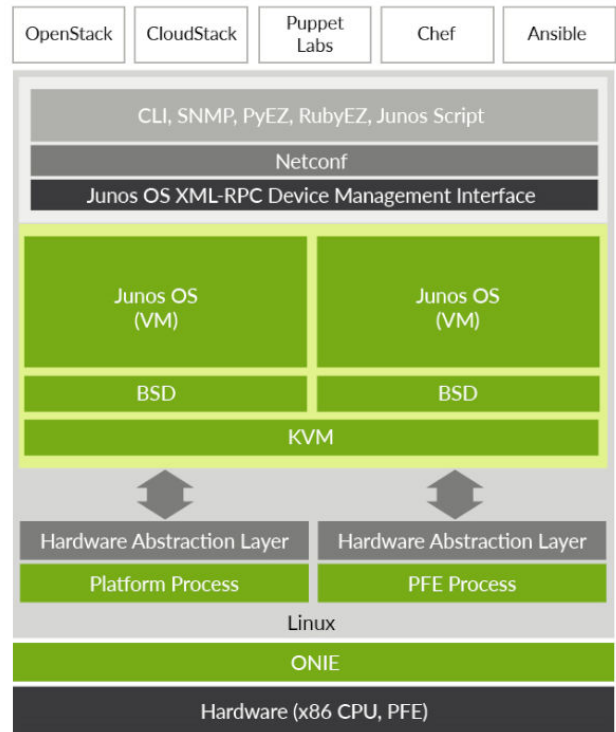 OpenStack
CloudStack
Puppet
Labs
Chef
Ansible
CLI, SNMP, PyEZ, RubyEZ, Junos Script
Netconf
Junos OS XML-RPC Device Management Interface
Junos OS
(VM)
Junos OS
(VM)
BSD
BSD
KVM
Hardware Abstraction Layer
Hardware Abstraction Layer
Platform Process
PFE Process
Linux
ONIE
Hardware (x86 CPU, PFE)